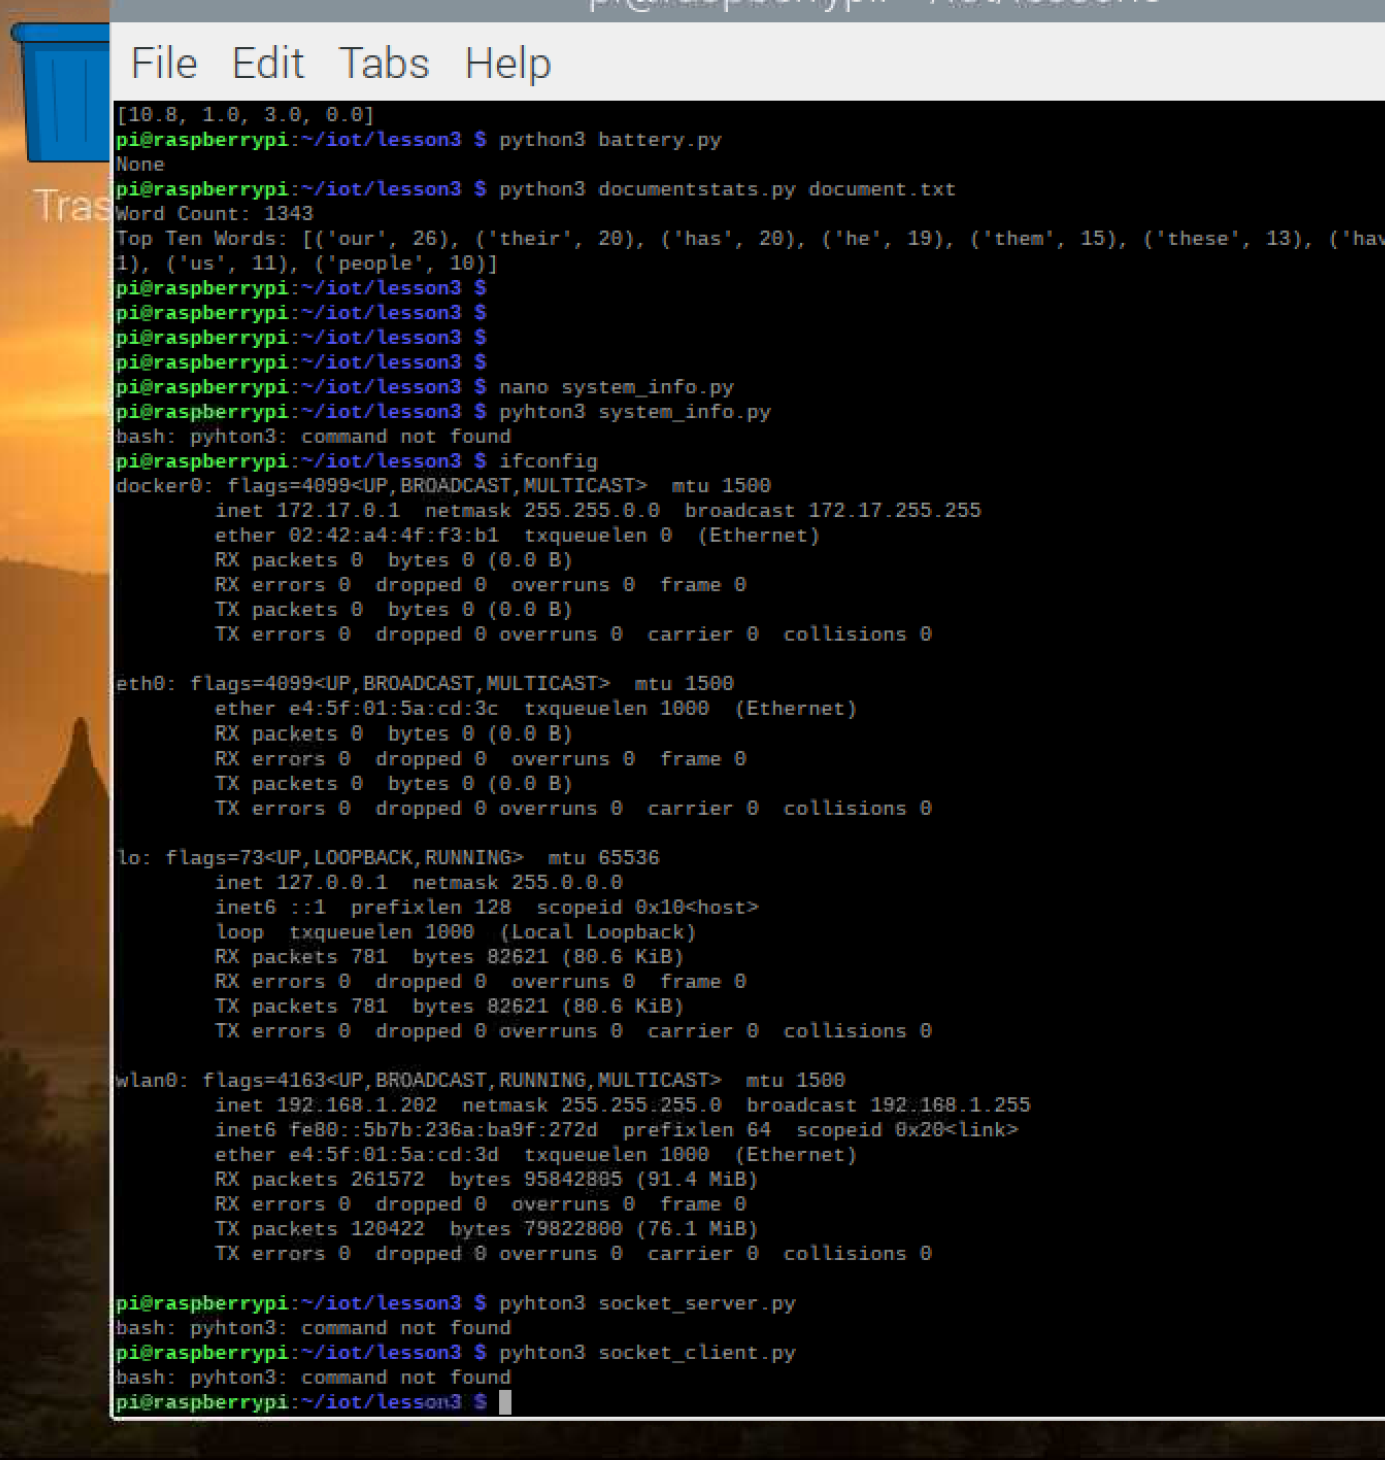 File Edit Tabs Help
[10.8, 1.0, 3.0, 0.0]
pi@raspberrypi:~/iot/lesson3 $ python3 battery.py
None
pi@raspberrypi:~/iot/lesson3 $ python3 documentstats.py document.txt
Tras
Word Count: 1343
Top Ten Words: [('our', 26), ('their', 20), ('has', 20), ('he', 19), ('them', 15), ('these', 13), ('hav
1), ('us', 11), ('people', 10)]
pi@raspberrypi:~/iot/lesson3 $
pi@raspberrypi:~/iot/lesson3 $
pi@raspberrypi:~/iot/lesson3 $
pi@raspberrypi:~/iot/lesson3 $
pi@raspberrypi:~/iot/lesson3 $ nano system_info.py
pi@raspberrypi:~/iot/lesson3 $ pyhton3 system_info.py
bash: pyhton3: command not found
pi@raspberrypi:~/iot/lesson3 $ ifconfig
docker0: flags=4099<UP,BROADCAST,MULTICAST>  mtu 1500
inet 172.17.0.1  netmask 255.255.0.0  broadcast 172.17.255.255
ether 02:42:a4:4f:f3:b1  txqueuelen 0  (Ethernet)
RX packets 0  bytes 0 (0.0 B)
RX errors 0  dropped 0  overruns 0  frame 0
TX packets 0  bytes 0 (0.0 B)
TX errors 0  dropped 0 overruns 0  carrier 0  collisions 0
eth0: flags=4099<UP,BROADCAST,MULTICAST>  mtu 1500
ether e4:5f:01:5a:cd:3c  txqueuelen 1000  (Ethernet)
RX packets 0  bytes 0 (0.0 B)
RX errors 0  dropped 0  overruns 0  frame 0
TX packets 0  bytes 0 (0.0 B)
TX errors 0  dropped 0 overruns 0  carrier 0  collisions 0
lo: flags=73<UP,LOOPBACK,RUNNING>  mtu 65536
inet 127.0.0.1  netmask 255.0.0.0
inet6 ::1  prefixlen 128  scopeid 0x10<host>
loop  txqueuelen 1000  (Local Loopback)
RX packets 781  bytes 82621 (80.6 KiB)
RX errors 0  dropped 0  overruns 0  frame 0
TX packets 781  bytes 82621 (80.6 KiB)
TX errors 0  dropped 0 overruns 0  carrier 0  collisions 0
wlan0: flags=4163<UP,BROADCAST,RUNNING,MULTICAST>  mtu 1500
inet 192.168.1.202  netmask 255.255.255.0  broadcast 192.168.1.255
inet6 fe80::5b7b:236a:ba9f:272d  prefixlen 64  scopeid 0x20<link>
ether e4:5f:01:5a:cd:3d  txqueuelen 1000  (Ethernet)
RX packets 261572  bytes 95842805 (91.4 MiB)
RX errors 0  dropped 0  overruns 0  frame 0
TX packets 120422  bytes 79822800 (76.1 MiB)
TX errors 0  dropped 0 overruns 0  carrier 0  collisions 0
pi@raspberrypi:~/iot/lesson3 $ pyhton3 socket_server.py
bash: pyhton3: command not found
pi@raspberrypi:~/iot/lesson3 $ pyhton3 socket_client.py
bash: pyhton3: command not found
pi@raspberrypi:~/iot/lesson3 $